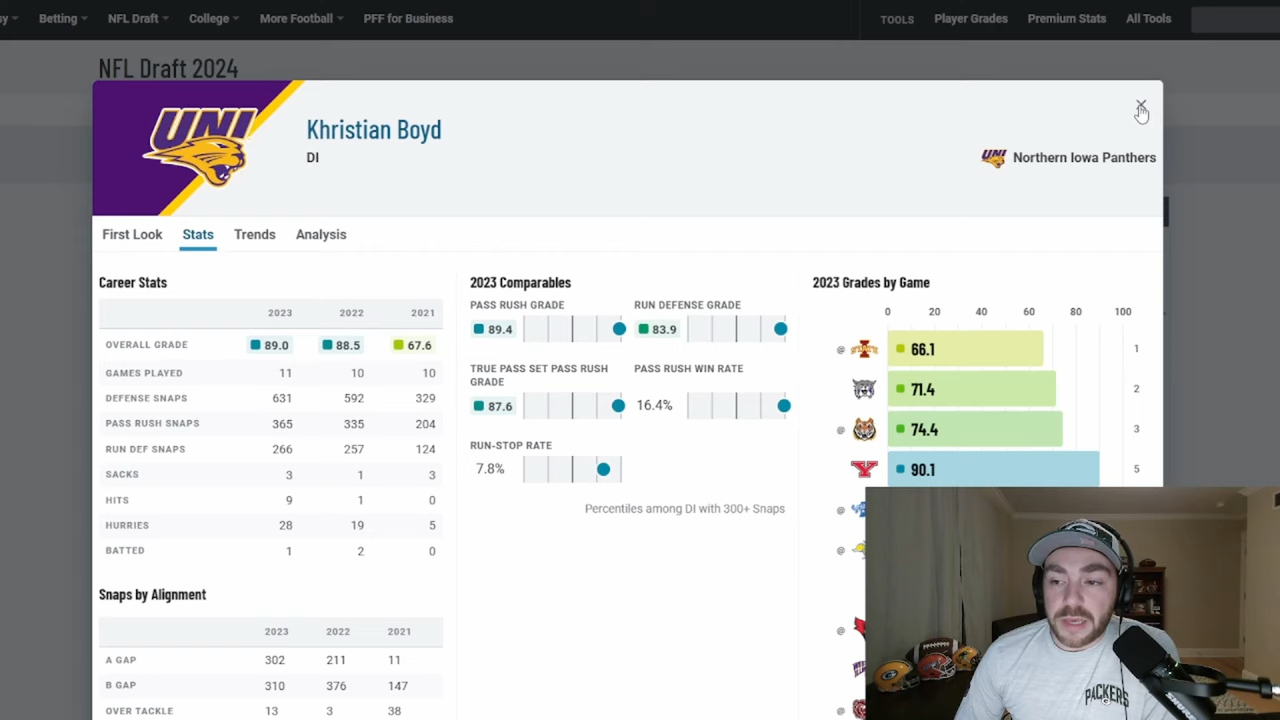 Betting NFL Draft College More Football PFF for Business TOOLS Player Grades Premium Stats All Tools
NFL Draft 2024
UNI
Khristian Boyd
DI
UNI Northern Iowa Panthers
First Look Stats Trends Analysis
Career Stats
2023 2022 2021
OVERALL GRADE 89.0 88.5 67.6
GAMES PLAYED 11 10 10
DEFENSE SNAPS 631 592 329
PASS RUSH SNAPS 365 335 204
RUN DEF SNAPS 266 257 124
SACKS 3 1 3
HITS 9 1 0
HURRIES 28 19 5
BATTED 1 2 0
Snaps by Alignment
2023 2022 2021
A GAP 302 211 11
B GAP 310 376 147
OVER TACKLE 13 3 38
2023 Comparables
PASS RUSH GRADE RUN DEFENSE GRADE
89.4 83.9
TRUE PASS SET PASS RUSH GRADE PASS RUSH WIN RATE
87.6 16.4%
RUN-STOP RATE
7.8%
Percentiles among DI with 300+ Snaps
2023 Grades by Game
0 20 40 60 80 100
@ 66.1 1
71.4 2
@ 74.4 3
Y 90.1 5
@
@
@
@
PACKERS
SHURE